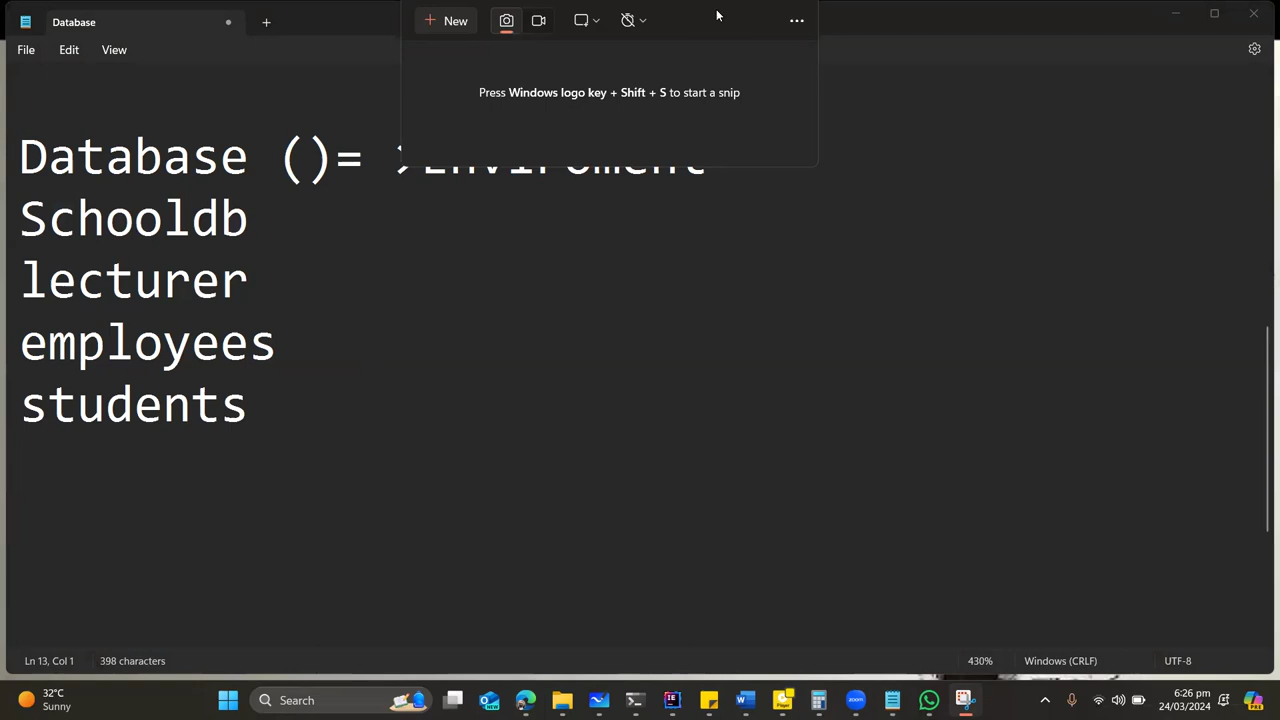 Database
New
File Edit View
Press Windows logo key + Shift + S to start a snip
Database ()= >Enviroment
Schooldb
lecturer
employees
students
Ln 13, Col 1 398 characters 430% Windows (CRLF) UTF-8
32°C
Sunny
Search
6:26 pm
24/03/2024